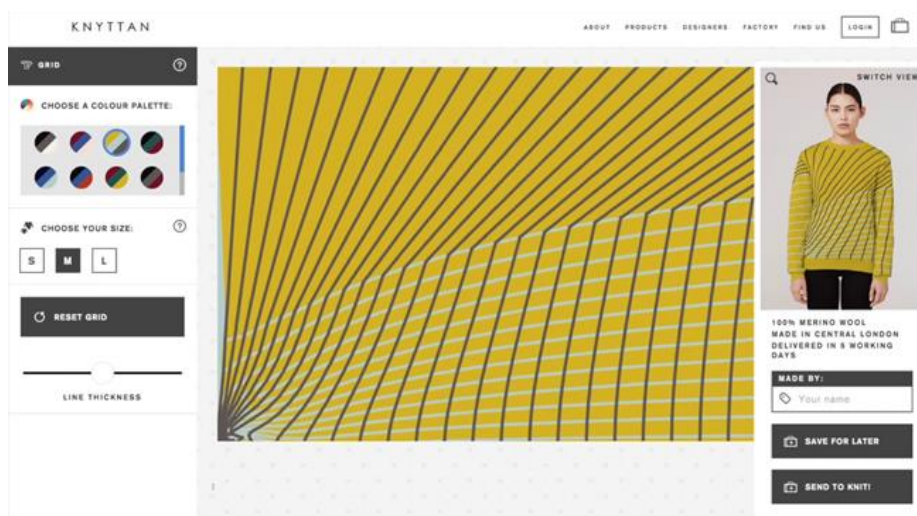 KNYTTAN
ABOUT PRODUCTS DESIGNERS FACTORY FIND US LOGIN
GRID ?
CHOOSE A COLOUR PALETTE:
CHOOSE YOUR SIZE: ?
S M L
RESET GRID
LINE THICKNESS
SWITCH VIEW
100% MERINO WOOL
MADE IN CENTRAL LONDON
DELIVERED IN 5 WORKING
DAYS
MADE BY:
Your name
SAVE FOR LATER
SEND TO KNIT!